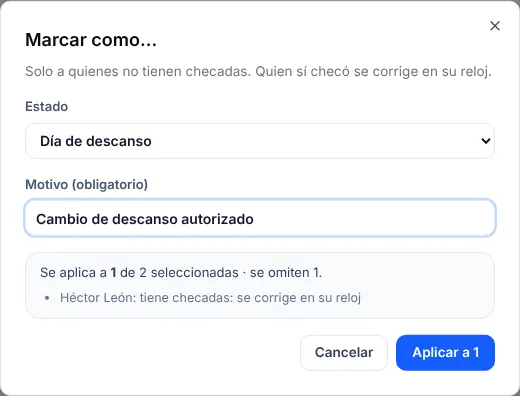 Marcar como...
Solo a quienes no tienen checadas. Quien sí checó se corrige en su reloj.
Estado
Día de descanso
Motivo (obligatorio)
Cambio de descanso autorizado
Se aplica a 1 de 2 seleccionadas · se omiten 1.
• Héctor León: tiene checadas: se corrige en su reloj
Cancelar
Aplicar a 1